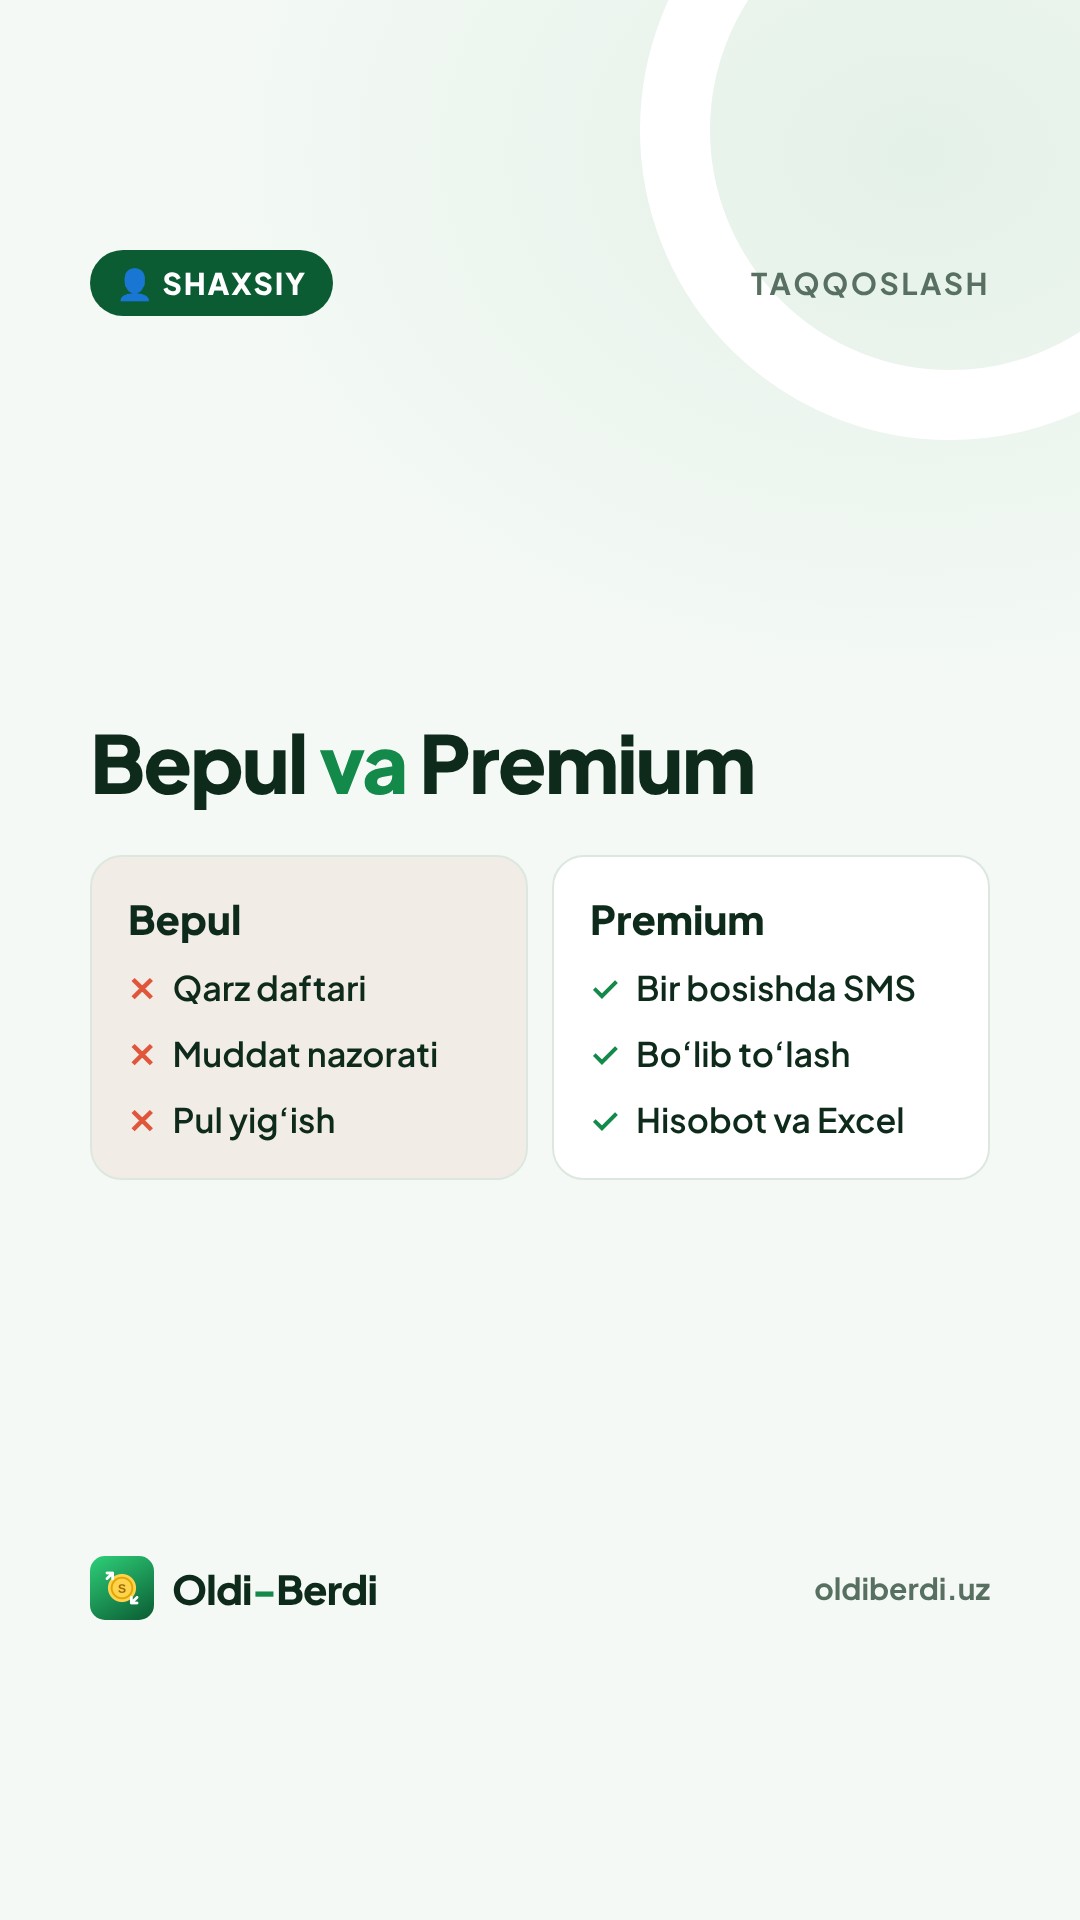 👤 SHAXSIY
TAQQOSLASH
Bepul va Premium
Bepul
✕ Qarz daftari
✕ Muddat nazorati
✕ Pul yig‘ish
Premium
✓ Bir bosishda SMS
✓ Bo‘lib to‘lash
✓ Hisobot va Excel
S
Oldi-Berdi
oldiberdi.uz